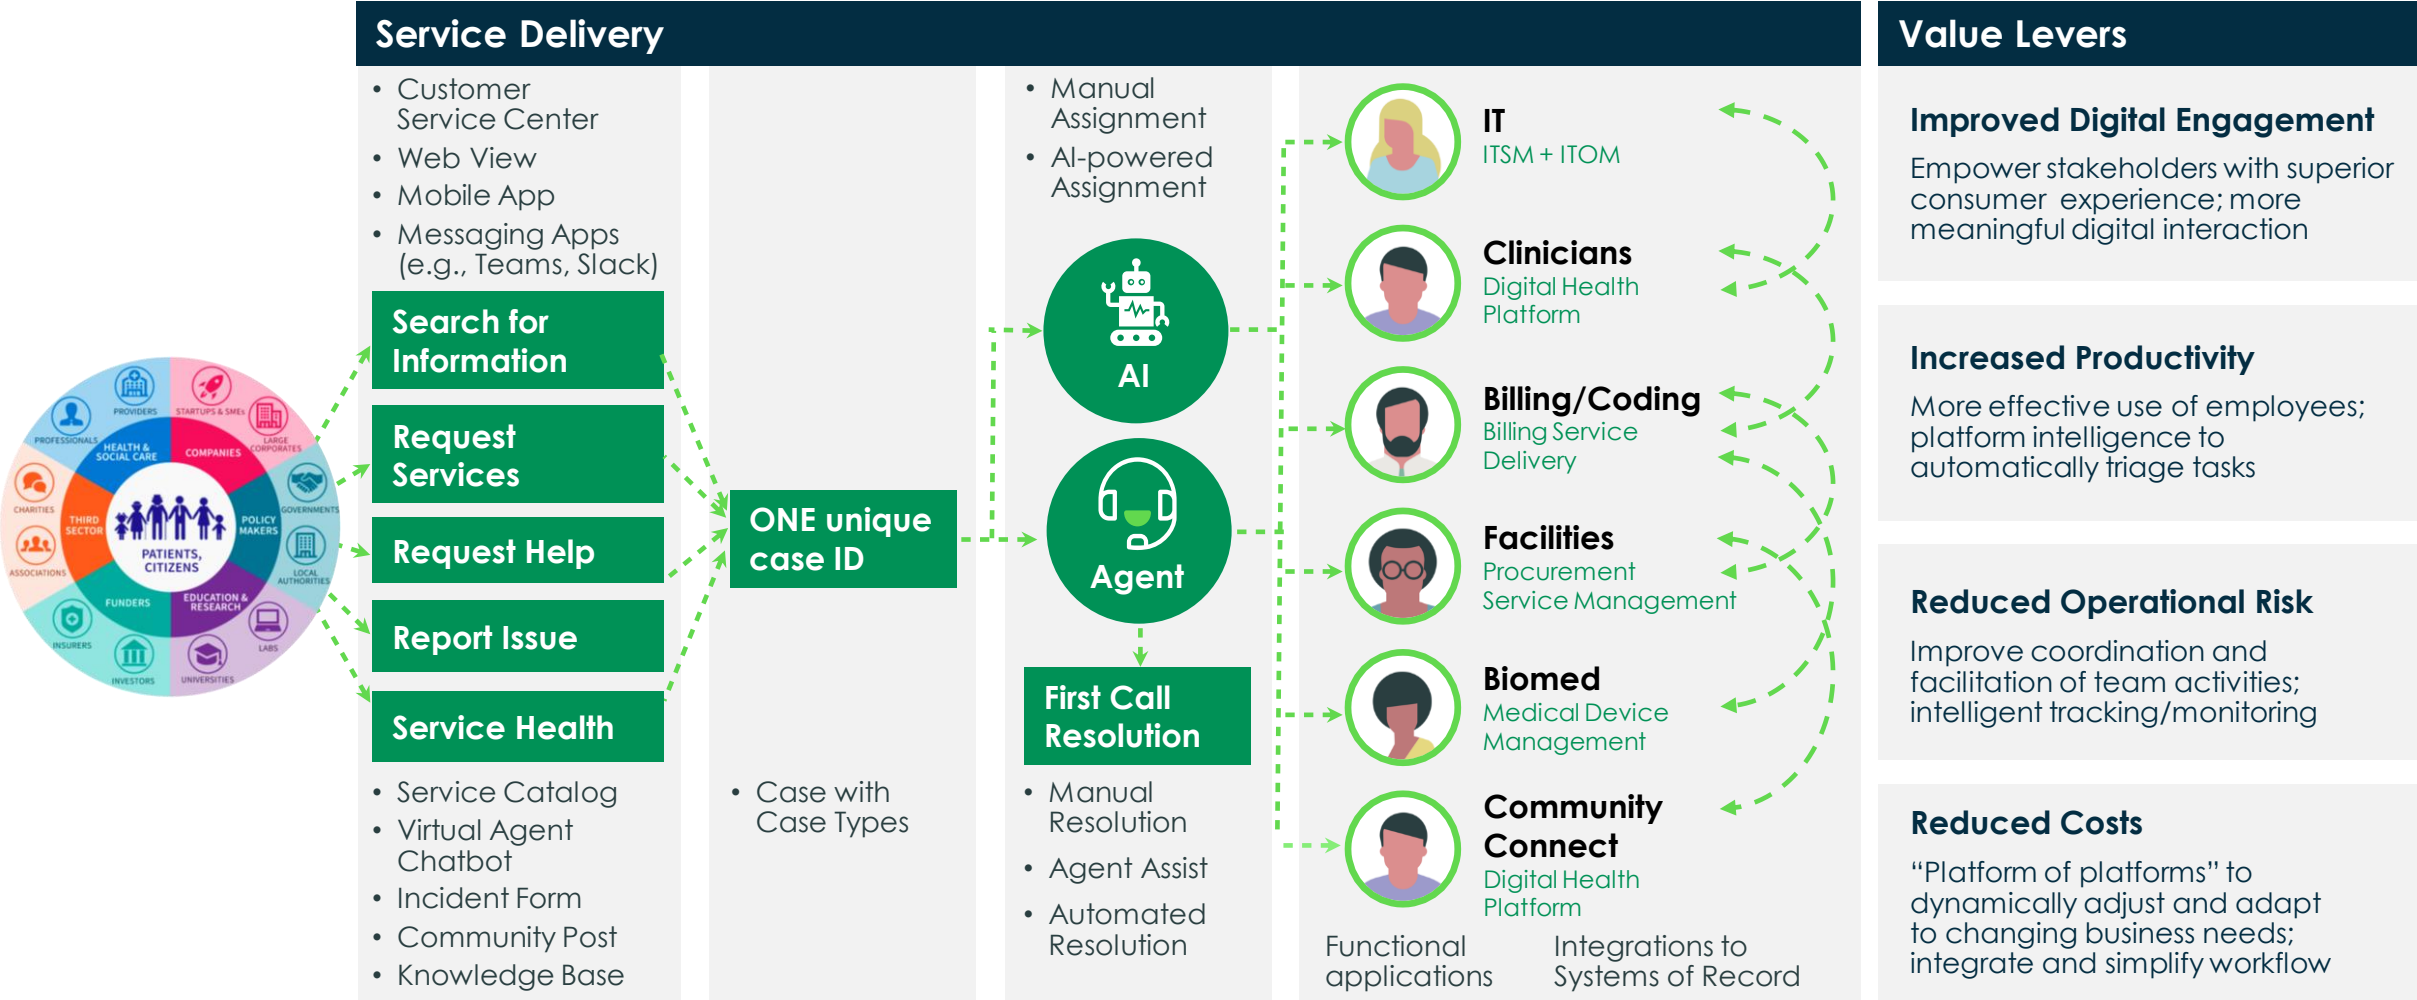 Service Delivery
Value Levers
• Customer
Service Center
• Web View
• Mobile App
• Messaging Apps
(e.g., Teams, Slack)
Search for
Information
Request
Services
Request Help
Report Issue
Service Health
• Service Catalog
• Virtual Agent
Chatbot
• Incident Form
• Community Post
• Knowledge Base
PROVIDERS
STARTUPS & SMEs
PROFESSIONALS
LARGE
CORPORATES
HEALTH &
SOCIAL CARE
COMPANIES
CHARITIES
GOVERNMENTS
THIRD
SECTOR
POLICY
MAKERS
PATIENTS,
CITIZENS
ASSOCIATIONS
LOCAL
AUTHORITIES
FUNDERS
EDUCATION &
RESEARCH
INSURERS
LABS
INVESTORS
UNIVERSITIES
ONE unique
case ID
• Case with
Case Types
• Manual
Assignment
• AI-powered
Assignment
AI
Agent
First Call
Resolution
• Manual
Resolution
• Agent Assist
• Automated
Resolution
IT
ITSM + ITOM
Clinicians
Digital Health
Platform
Billing/Coding
Billing Service
Delivery
Facilities
Procurement
Service Management
Biomed
Medical Device
Management
Community
Connect
Digital Health
Platform
Functional
applications
Integrations to
Systems of Record
Improved Digital Engagement
Empower stakeholders with superior
consumer experience; more
meaningful digital interaction
Increased Productivity
More effective use of employees;
platform intelligence to
automatically triage tasks
Reduced Operational Risk
Improve coordination and
facilitation of team activities;
intelligent tracking/monitoring
Reduced Costs
“Platform of platforms” to
dynamically adjust and adapt
to changing business needs;
integrate and simplify workflow